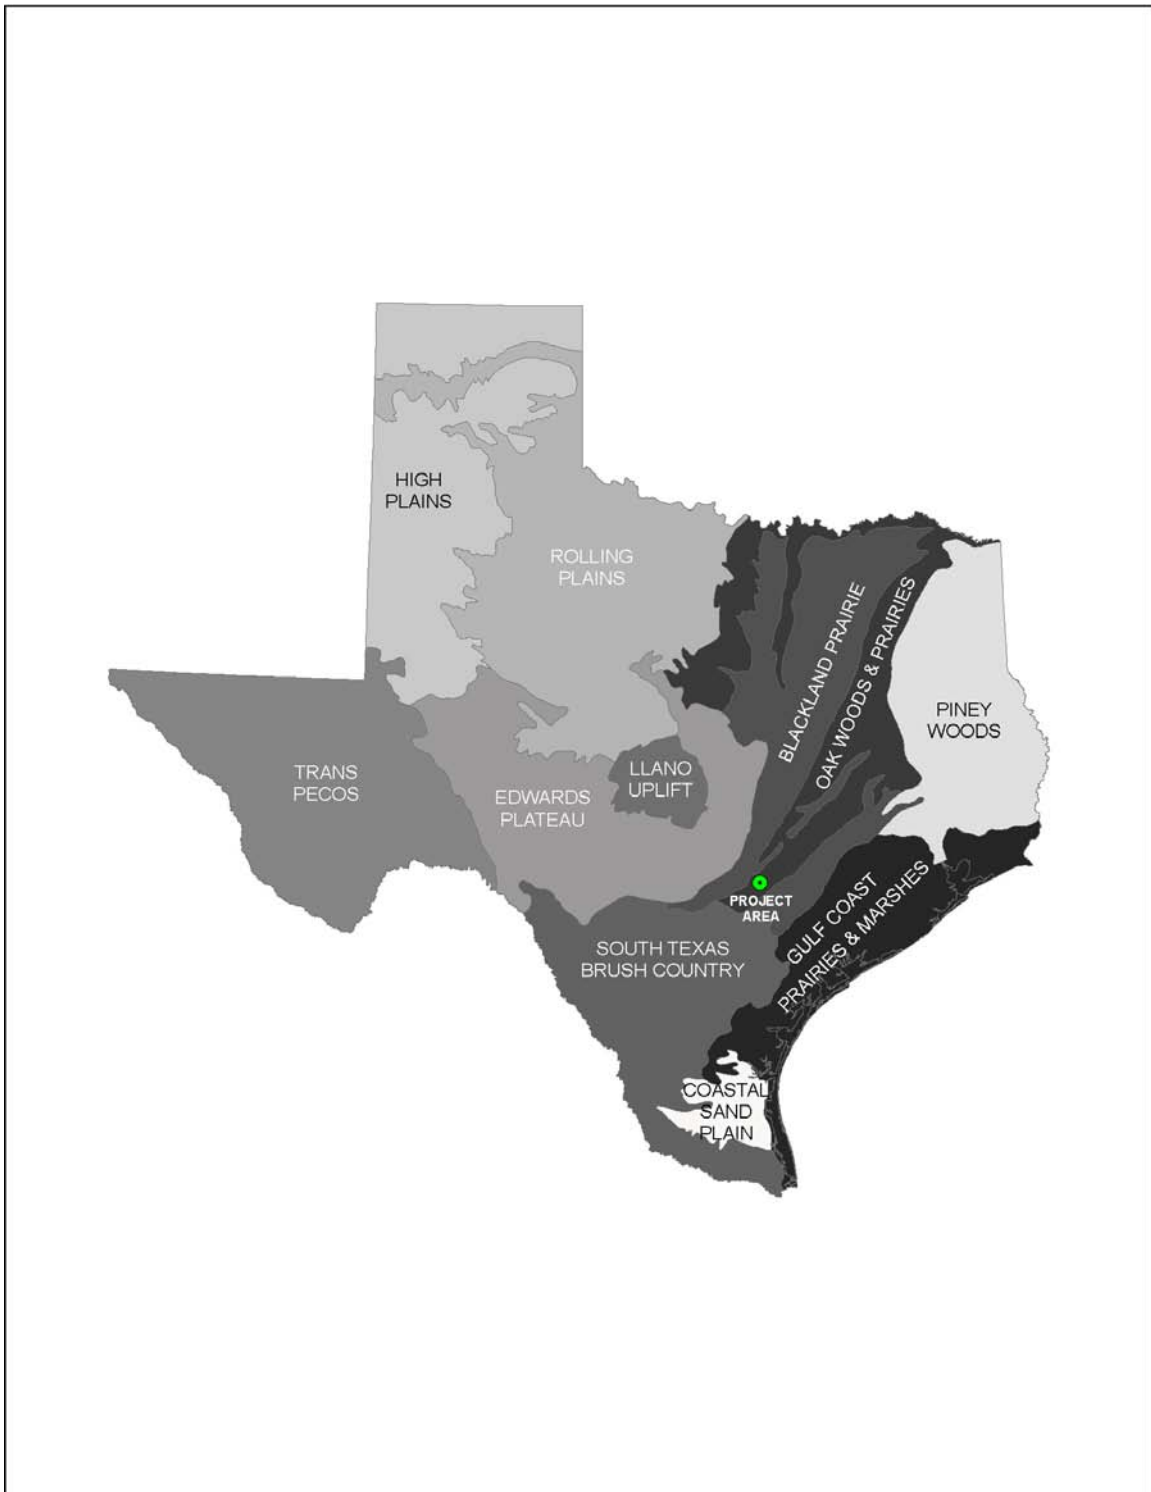 HIGH
PLAINS
ROLLING
PLAINS
BLACKLAND PRAIRIE
OAK WOODS & PRAIRIES
PINEY
WOODS
TRANS
PECOS
LLANO
UPLIFT
EDWARDS
PLATEAU
PROJECT
AREA
GULF COAST
PRAIRIES & MARSHES
SOUTH TEXAS
BRUSH COUNTRY
COASTAL
SAND
PLAIN